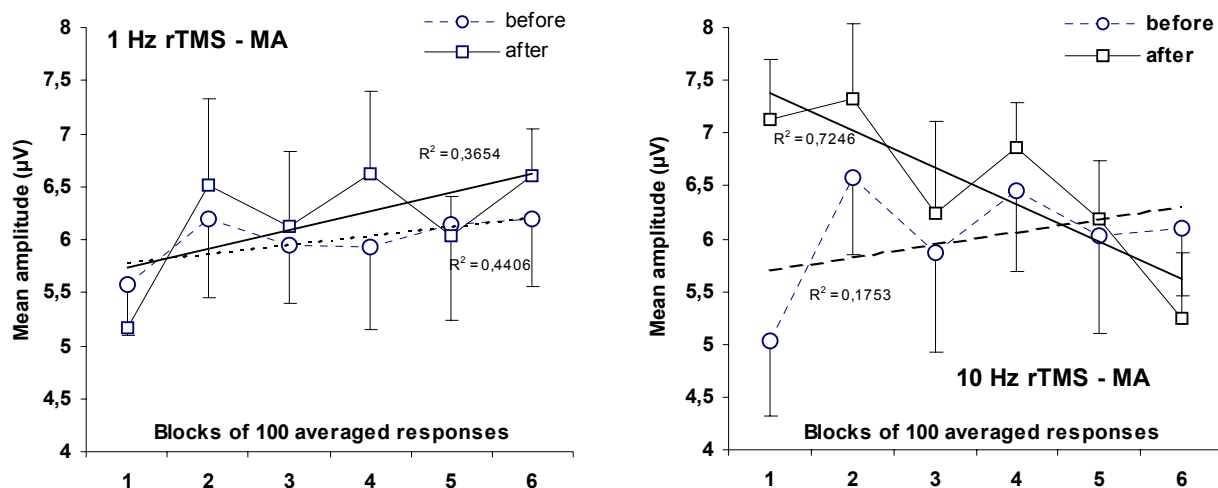 1 Hz rTMS - MA
before
after
Mean amplitude (µV)
8
7,5
7
6,5
6
5,5
5
4,5
4
R² = 0,3654
R² = 0,4406
Blocks of 100 averaged responses
1 2 3 4 5 6
before
after
Mean amplitude (µV)
8
7,5
7
6,5
6
5,5
5
4,5
4
R² = 0,7246
R² = 0,1753
10 Hz rTMS - MA
Blocks of 100 averaged responses
1 2 3 4 5 6